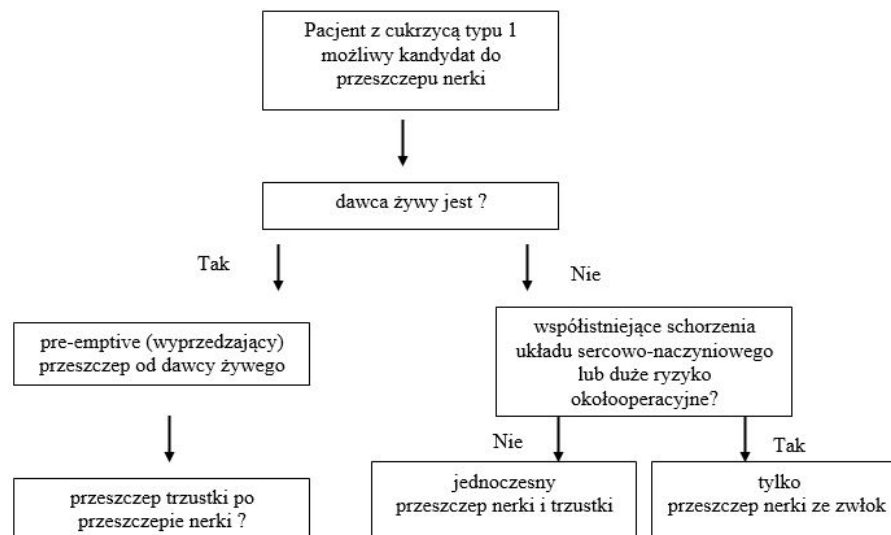 Pacjent z cukrzycą typu 1
możliwy kandydat do
przeszczepu nerki
dawca żywy jest ?
Tak
Nie
pre-emptive (wyprzedzający)
przeszczep od dawcy żywego
współistniejące schorzenia
układu sercowo-naczyniowego
lub duże ryzyko
okołooperacyjne?
Nie
Tak
przeszczep trzustki po
przeszczepie nerki ?
jednoczesny
przeszczep nerki i trzustki
tylko
przeszczep nerki ze zwłok